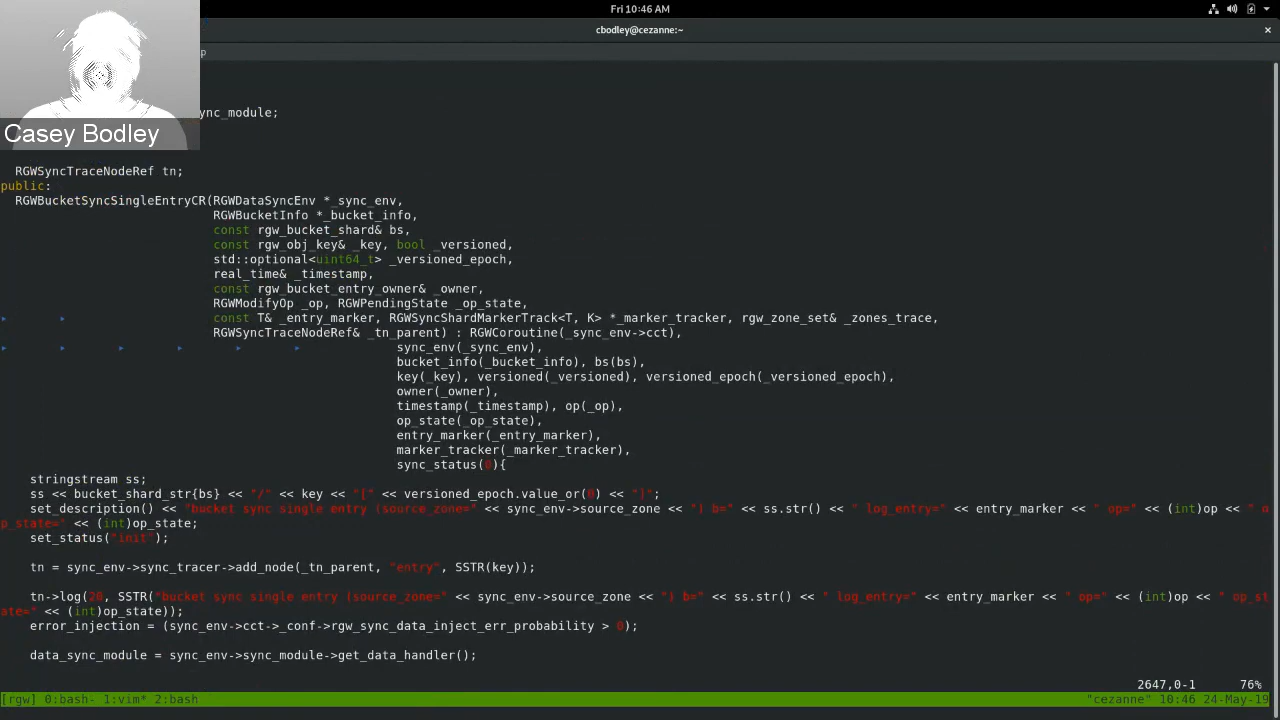 Fri 10:46 AM
cbodley@cezanne:~
p
Casey Bodley
ync_module;
RGWSyncTraceNodeRef tn;
public:
RGWBucketSyncSingleEntryCR(RGWDataSyncEnv *_sync_env,
RGWBucketInfo *_bucket_info,
const rgw_bucket_shard& bs,
const rgw_obj_key& _key, bool _versioned,
std::optional<uint64_t> _versioned_epoch,
real_time& _timestamp,
const rgw_bucket_entry_owner& _owner,
RGWModifyOp _op, RGWPendingState _op_state,
const T& _entry_marker, RGWSyncShardMarkerTrack<T, K> *_marker_tracker, rgw_zone_set& _zones_trace,
RGWSyncTraceNodeRef& _tn_parent) : RGWCoroutine(_sync_env->cct),
sync_env(_sync_env),
bucket_info(_bucket_info), bs(bs),
key(_key), versioned(_versioned), versioned_epoch(_versioned_epoch),
owner(_owner),
timestamp(_timestamp), op(_op),
op_state(_op_state),
entry_marker(_entry_marker),
marker_tracker(_marker_tracker),
sync_status(0){
stringstream ss;
ss << bucket_shard_str{bs} << "/" << key << "[" << versioned_epoch.value_or(0) << "]";
set_description() << "bucket sync single entry (source_zone=" << sync_env->source_zone << ") b=" << ss.str() << " log_entry=" << entry_marker << " op=" << (int)op << " o
p_state=" << (int)op_state;
set_status("init");
tn = sync_env->sync_tracer->add_node(_tn_parent, "entry", SSTR(key));
tn->log(20, SSTR("bucket sync single entry (source_zone=" << sync_env->source_zone << ") b=" << ss.str() << " log_entry=" << entry_marker << " op=" << (int)op << " op_st
ate=" << (int)op_state));
error_injection = (sync_env->cct->_conf->rgw_sync_data_inject_err_probability > 0);
data_sync_module = sync_env->sync_module->get_data_handler();
2647,0-1 76%
[rgw] 0:bash- 1:vim* 2:bash "cezanne" 10:46 24-May-19